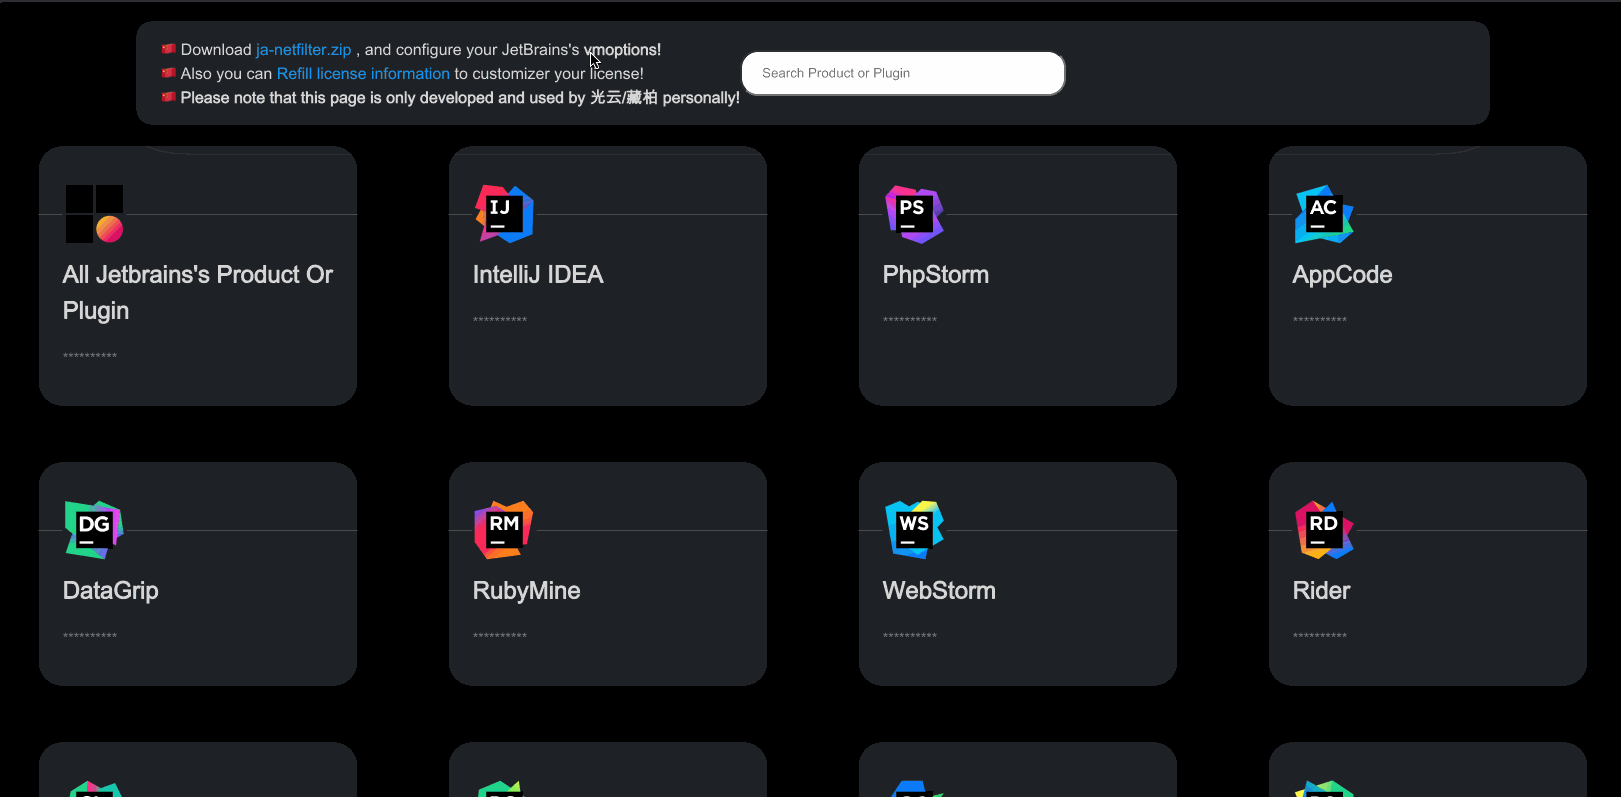 Download ja-netfilter.zip , and configure your JetBrains's vmoptions!
Also you can Refill license information to customizer your license!
Please note that this page is only developed and used by 光云/藏柏 personally!
Search Product or Plugin
All Jetbrains's Product Or
Plugin
**********
IJ
IntelliJ IDEA
**********
PS
PhpStorm
**********
AC
AppCode
**********
DG
DataGrip
**********
RM
RubyMine
**********
WS
WebStorm
**********
RD
Rider
**********